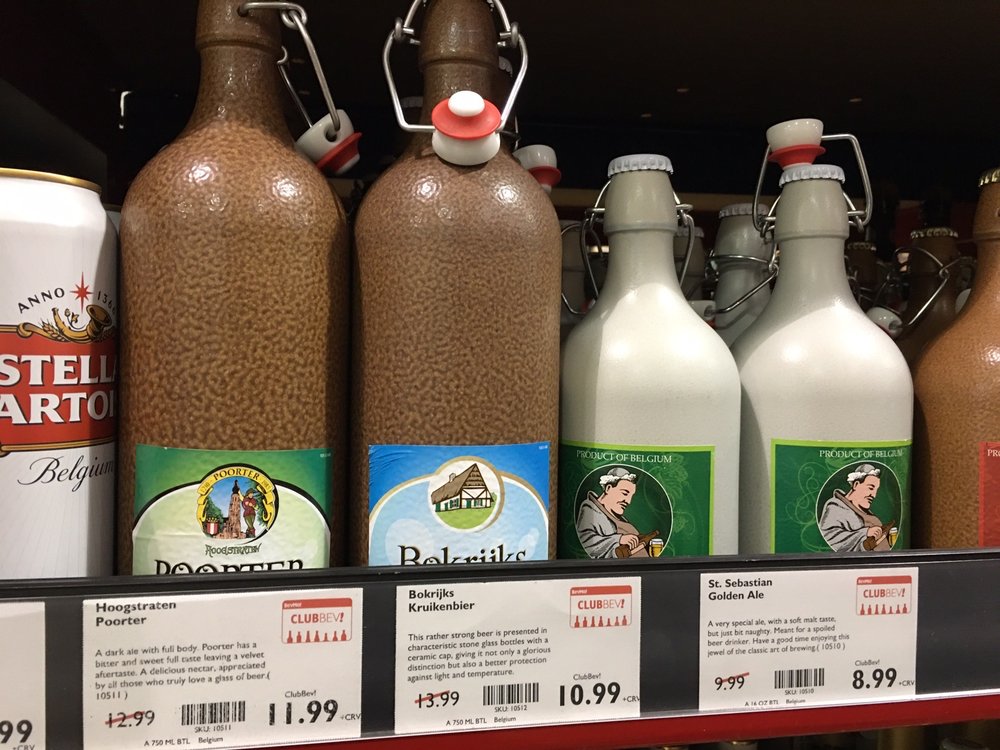 ANNO 1366
STELLA
ARTOI
Belgium
POORTER
HOOGSTRATEN
POORTER
Bokrijks
PRODUCT OF BELGIUM
PRODUCT OF BELGIUM
PR
99
Hoogstraten
Poorter
BevMo!
CLUBBEV!
A dark ale with full body. Poorter has a
bitter and sweet full taste leaving a velvet
aftertaste. A delicious nectar, appreciated
by all those who truly love a glass of beer.(
10511 )
12.99
SKU: 10511
ClubBev!
11.99 +CRV
A 750 ML BTL Belgium
Bokrijks
Kruikenbier
BevMo!
CLUBBEV!
This rather strong beer is presented in
characteristic stone glass bottles with a
ceramic cap, giving it not only a glorious
distinction but also a better protection
against light and temperature.
13.99
SKU: 10512
ClubBev!
10.99 +CRV
A 750 ML BTL Belgium
St. Sebastian
Golden Ale
BevMo!
CLUBBEV!
A very special ale, with a soft malt taste,
but just bit naughty. Meant for a spoiled
beer drinker. Have a good time enjoying this
jewel of the classic art of brewing.( 10510 )
9.99
SKU: 10510
ClubBev!
8.99 +CRV
A 16 OZ BTL Belgium